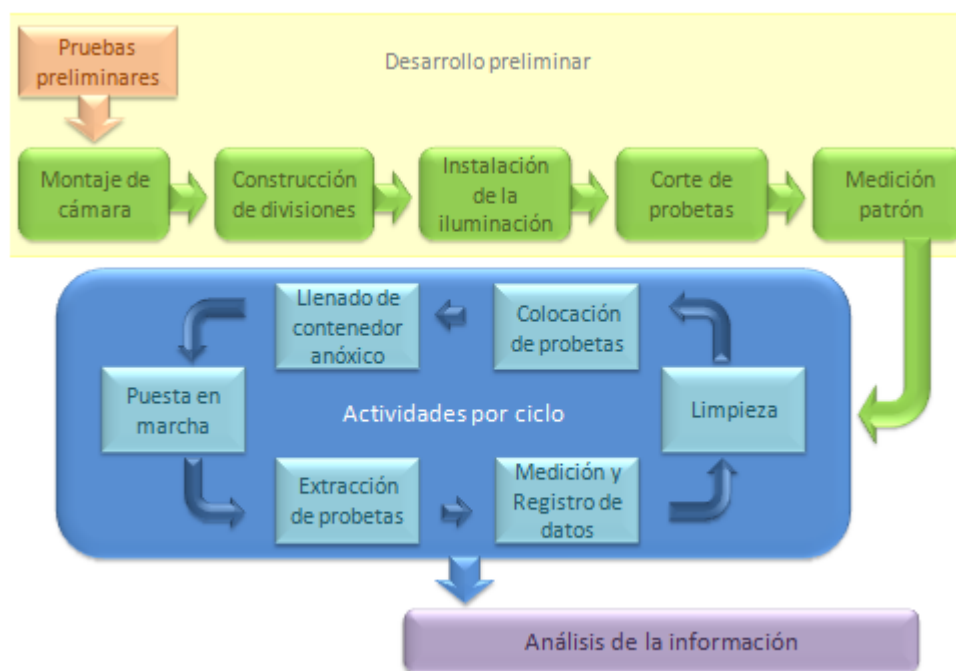 Pruebas
preliminares
Desarrollo preliminar
Montaje de
cámara
Construcción
de divisiones
Instalación
de la
iluminación
Corte de
probetas
Medición
patrón
Llenado de
contenedor
anóxico
Colocación
de probetas
Puesta en
marcha
Actividades por ciclo
Limpieza
Extracción
de probetas
Medición y
Registro de
datos
Análisis de la información